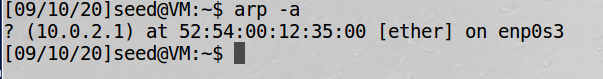 [09/10/20]seed@VM:~$ arp -a
? (10.0.2.1) at 52:54:00:12:35:00 [ether] on enp0s3
[09/10/20]seed@VM:~$